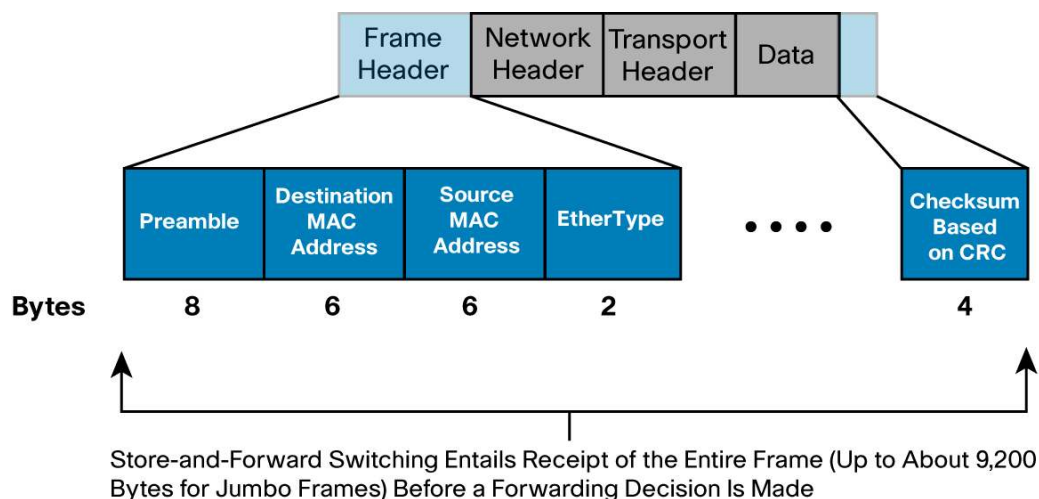 Frame Header
Network Header
Transport Header
Data
Preamble
Destination MAC Address
Source MAC Address
EtherType
Checksum Based on CRC
Bytes 8 6 6 2 4
Store-and-Forward Switching Entails Receipt of the Entire Frame (Up to About 9,200
Bytes for Jumbo Frames) Before a Forwarding Decision Is Made